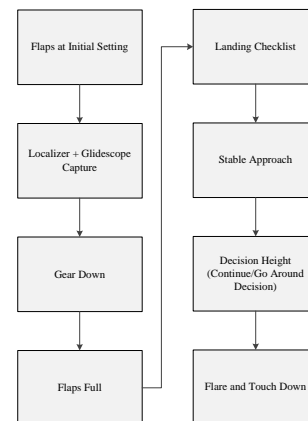 Flaps at Initial Setting
Localizer + Glidescope
Capture
Gear Down
Flaps Full
Landing Checklist
Stable Approach
Decision Height
(Continue/Go Around
Decision)
Flare and Touch Down